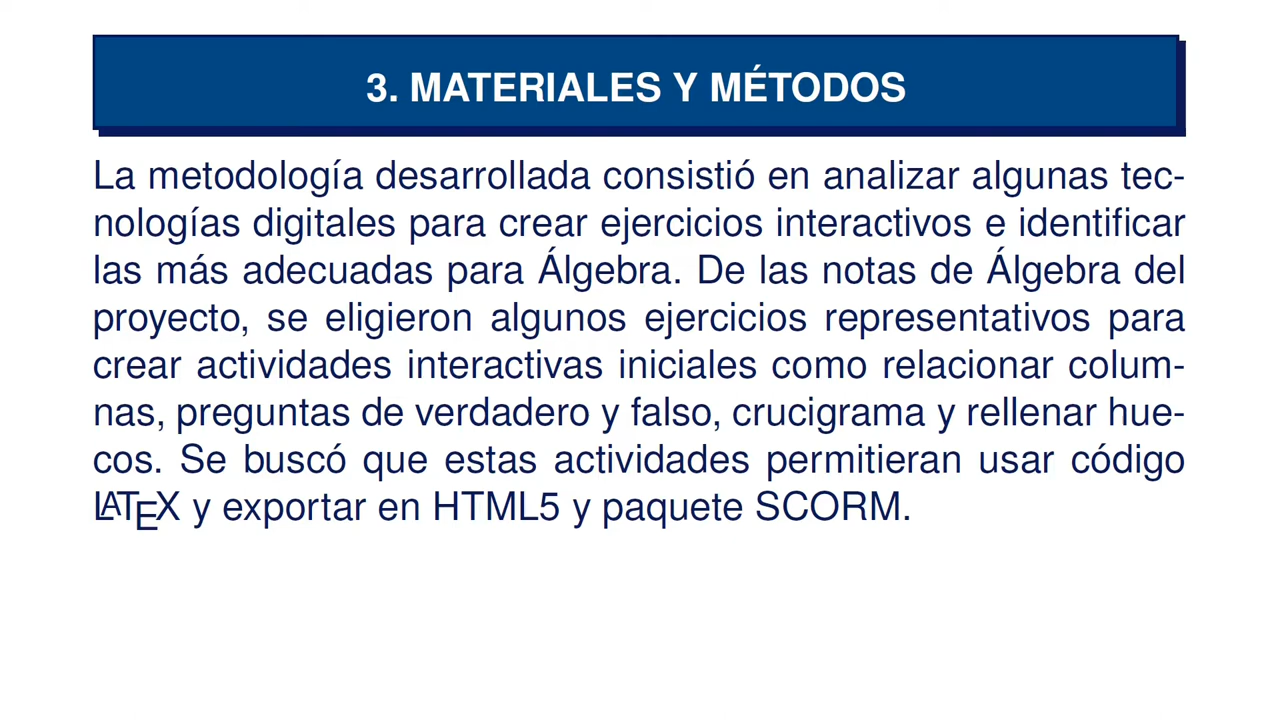 3. MATERIALES Y MÉTODOS
La metodología desarrollada consistió en analizar algunas tec-
nologías digitales para crear ejercicios interactivos e identificar
las más adecuadas para Álgebra. De las notas de Álgebra del
proyecto, se eligieron algunos ejercicios representativos para
crear actividades interactivas iniciales como relacionar colum-
nas, preguntas de verdadero y falso, crucigrama y rellenar hue-
cos. Se buscó que estas actividades permitieran usar código
LATEX y exportar en HTML5 y paquete SCORM.